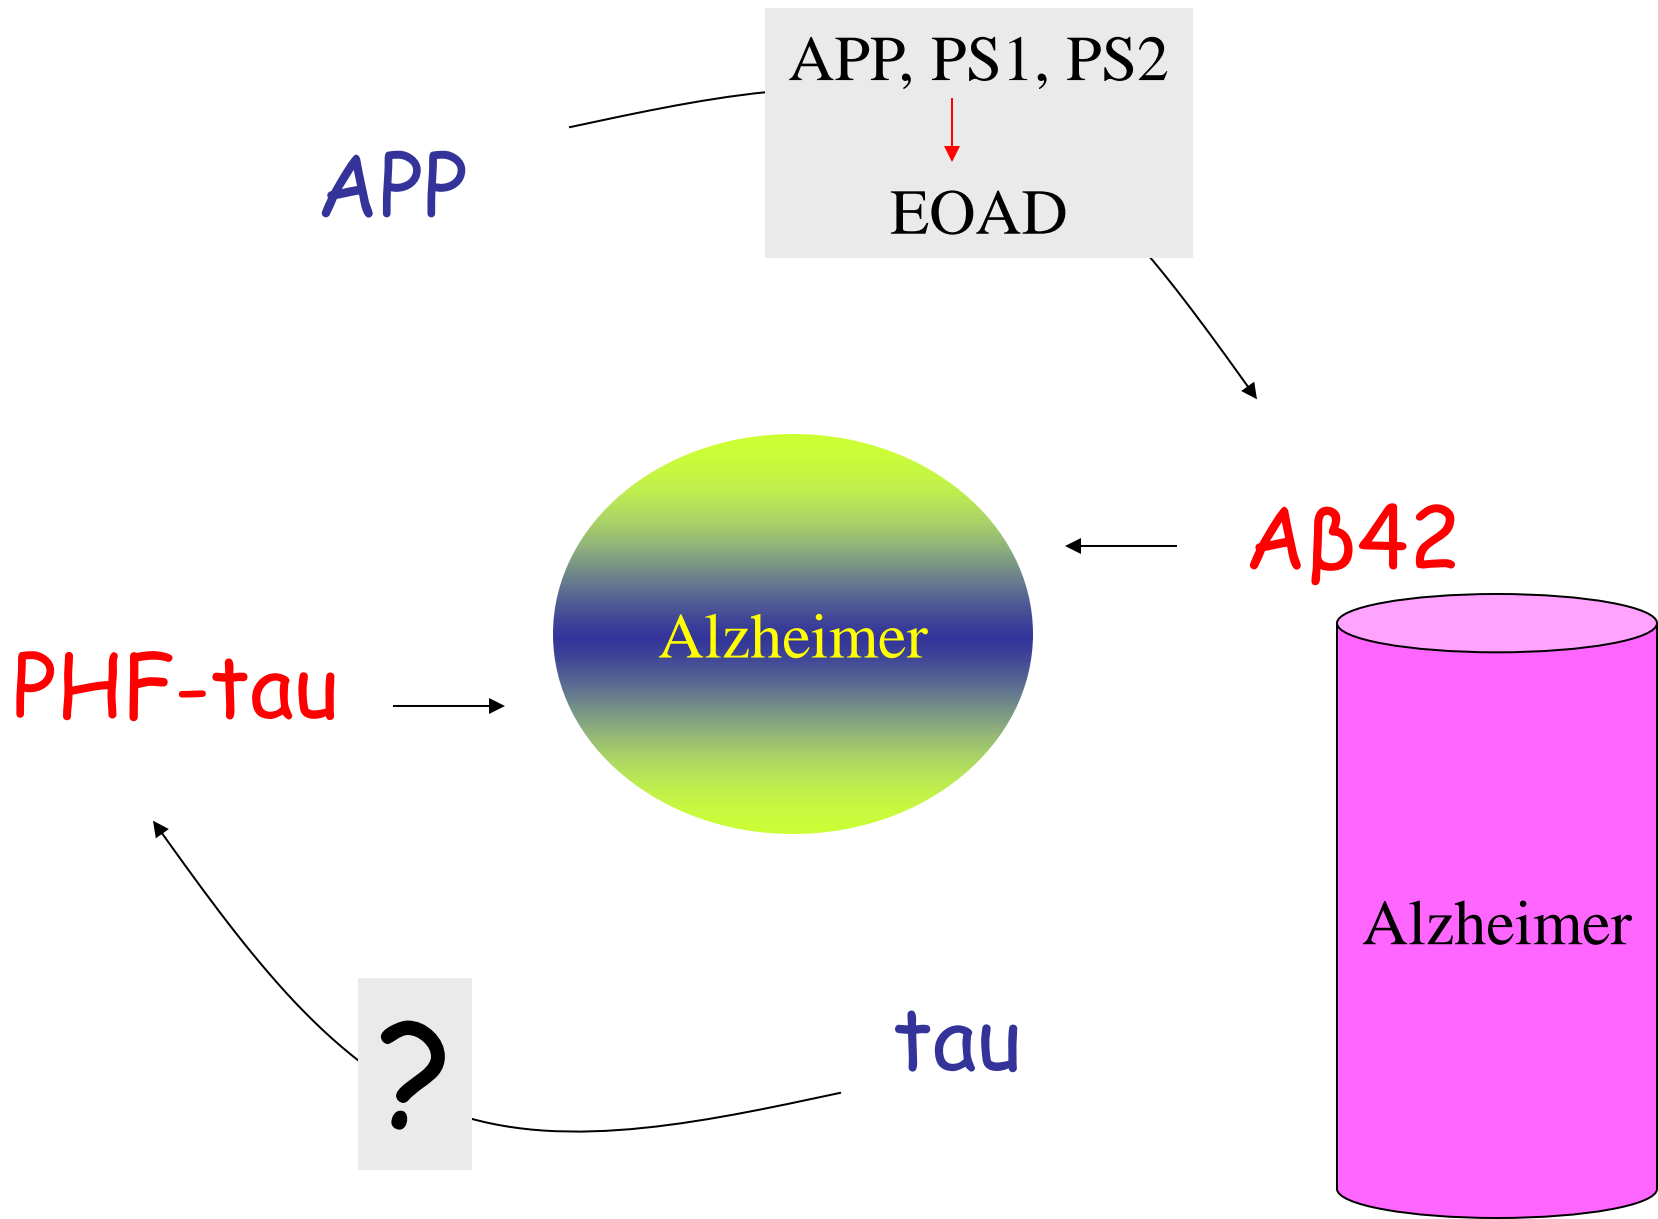 APP, PS1, PS2
EOAD
APP
Aβ42
Alzheimer
PHF-tau
Alzheimer
tau
?